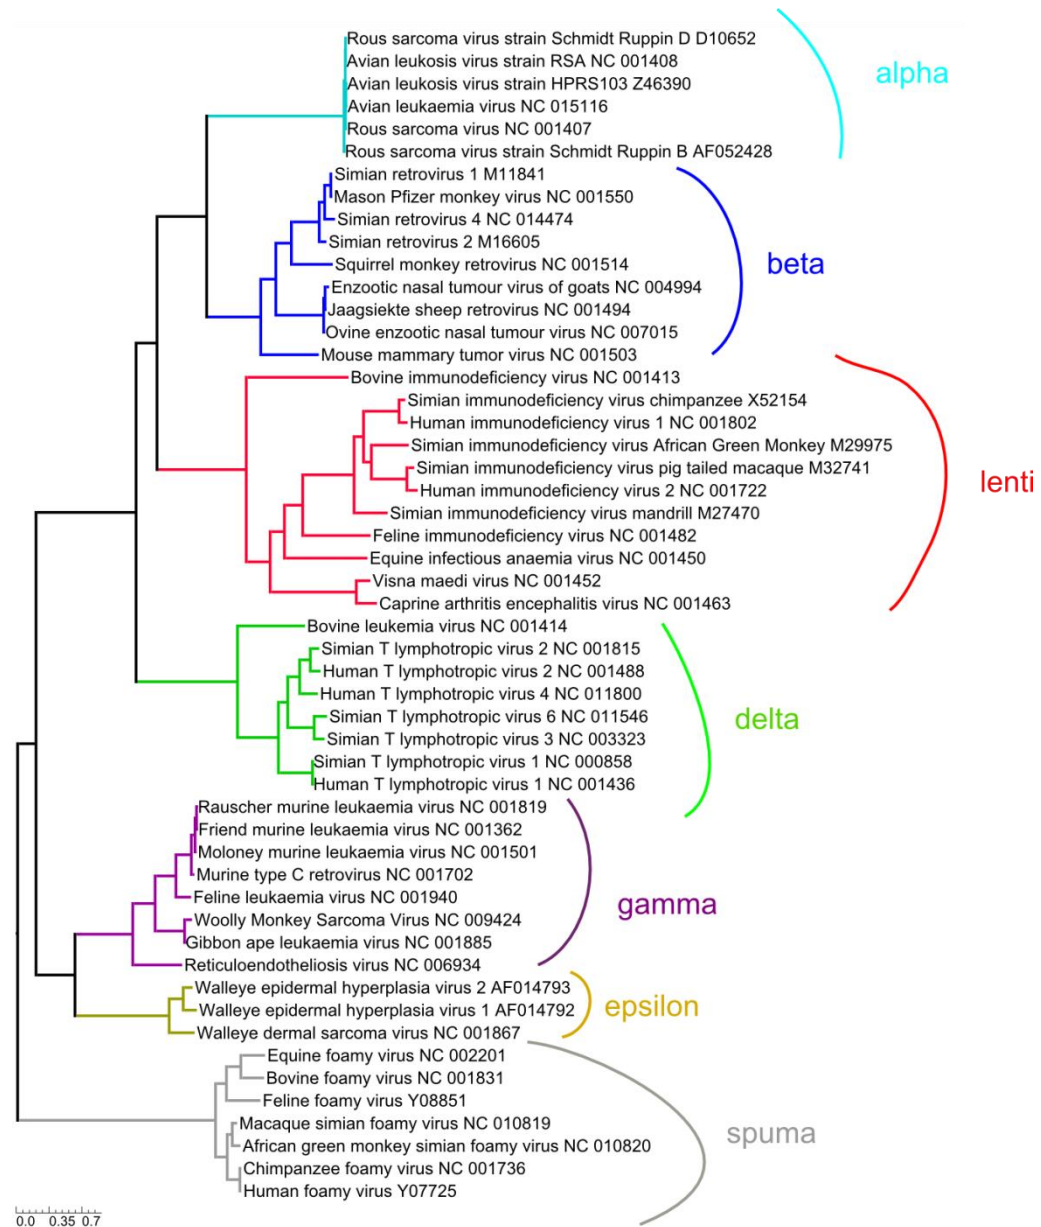 Rous sarcoma virus strain Schmidt Ruppin D D10652
Avian leukosis virus strain RSA NC 001408
Avian leukosis virus strain HPRS103 Z46390
Avian leukaemia virus NC 015116
Rous sarcoma virus NC 001407
Rous sarcoma virus strain Schmidt Ruppin B AF052428
alpha
Simian retrovirus 1 M11841
Mason Pfizer monkey virus NC 001550
Simian retrovirus 4 NC 014474
Simian retrovirus 2 M16605
Squirrel monkey retrovirus NC 001514
Enzootic nasal tumour virus of goats NC 004994
Jaagsiekte sheep retrovirus NC 001494
Ovine enzootic nasal tumour virus NC 007015
Mouse mammary tumor virus NC 001503
beta
Bovine immunodeficiency virus NC 001413
Simian immunodeficiency virus chimpanzee X52154
Human immunodeficiency virus 1 NC 001802
Simian immunodeficiency virus African Green Monkey M29975
Simian immunodeficiency virus pig tailed macaque M32741
Human immunodeficiency virus 2 NC 001722
Simian immunodeficiency virus mandrill M27470
Feline immunodeficiency virus NC 001482
Equine infectious anaemia virus NC 001450
Visna maedi virus NC 001452
Caprine arthritis encephalitis virus NC 001463
lenti
Bovine leukemia virus NC 001414
Simian T lymphotropic virus 2 NC 001815
Human T lymphotropic virus 2 NC 001488
Human T lymphotropic virus 4 NC 011800
Simian T lymphotropic virus 6 NC 011546
Simian T lymphotropic virus 3 NC 003323
Simian T lymphotropic virus 1 NC 000858
Human T lymphotropic virus 1 NC 001436
delta
Rauscher murine leukaemia virus NC 001819
Friend murine leukaemia virus NC 001362
Moloney murine leukaemia virus NC 001501
Murine type C retrovirus NC 001702
Feline leukaemia virus NC 001940
Woolly Monkey Sarcoma Virus NC 009424
Gibbon ape leukaemia virus NC 001885
Reticuloendotheliosis virus NC 006934
gamma
Walleye epidermal hyperplasia virus 2 AF014793
Walleye epidermal hyperplasia virus 1 AF014792
Walleye dermal sarcoma virus NC 001867
epsilon
Equine foamy virus NC 002201
Bovine foamy virus NC 001831
Feline foamy virus Y08851
Macaque simian foamy virus NC 010819
African green monkey simian foamy virus NC 010820
Chimpanzee foamy virus NC 001736
Human foamy virus Y07725
spuma
0.0 0.35 0.7